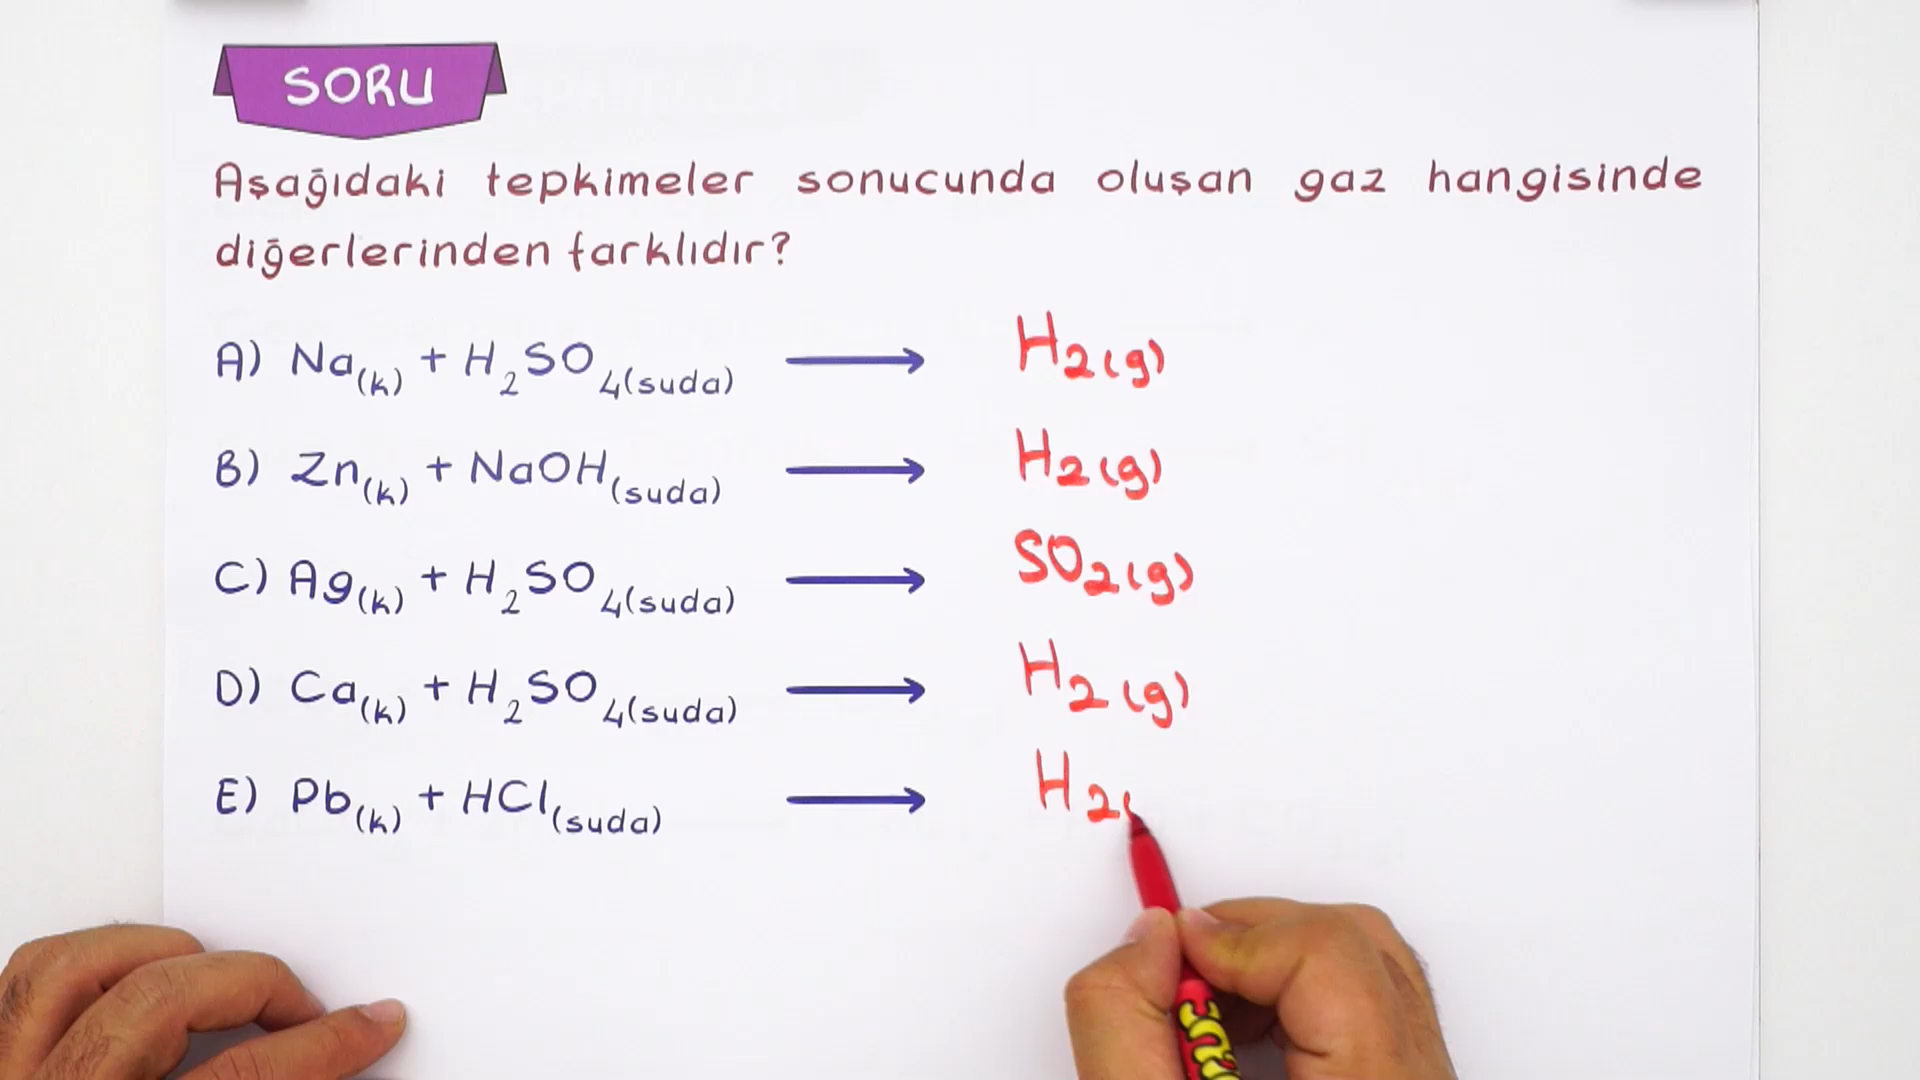 SORU
Aşağıdaki tepkimeler sonucunda oluşan gaz hangisinde
diğerlerinden farklıdır?
A) Na(k) + H2SO4(suda) → H2(g)
B) Zn(k) + NaOH(suda) → H2(g)
C) Ag(k) + H2SO4(suda) → SO2(g)
D) Ca(k) + H2SO4(suda) → H2(g)
E) Pb(k) + HCl(suda) → H2(